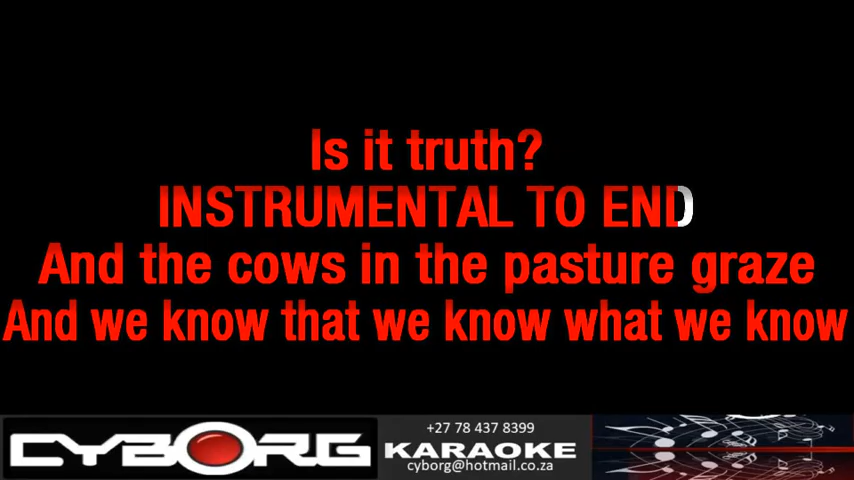 Is it truth?
INSTRUMENTAL TO END
And the cows in the pasture graze
And we know that we know what we know
CYBORG
+27 78 437 8399
KARAOKE
cyborg@hotmail.co.za